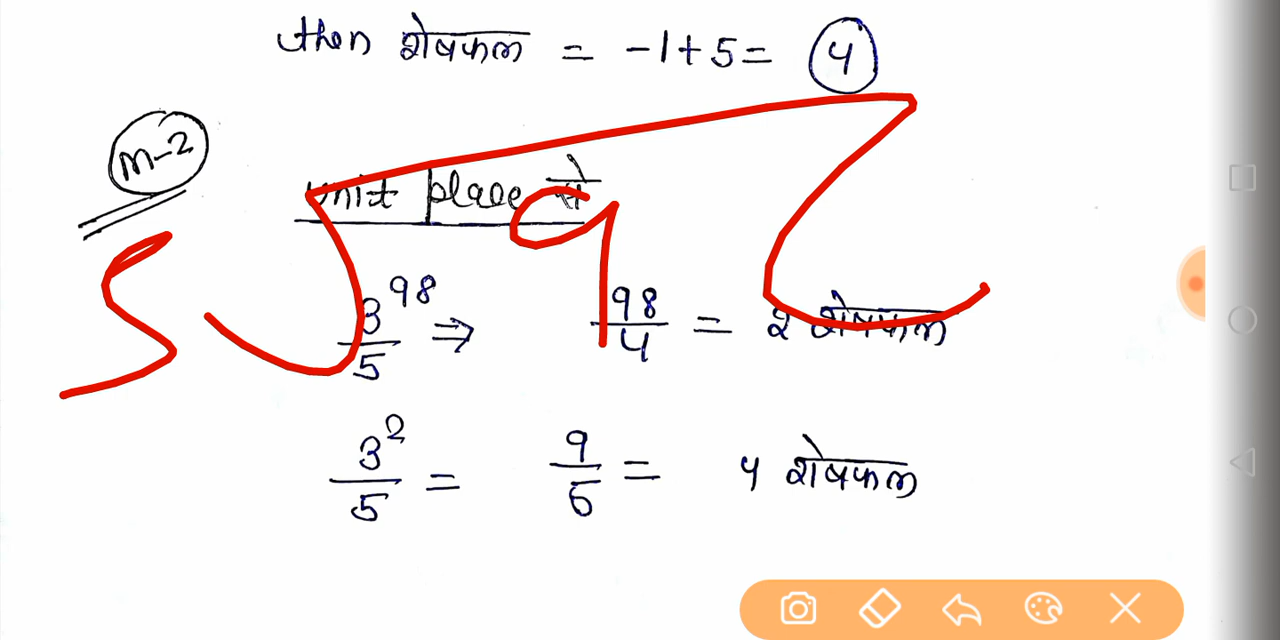 then शेषफल = -1+5= 4
m-2
unit place से
3^98/5 ⇒ 98/4 = 2 शेषफल
3^2/5 = 9/5 = 4 शेषफल